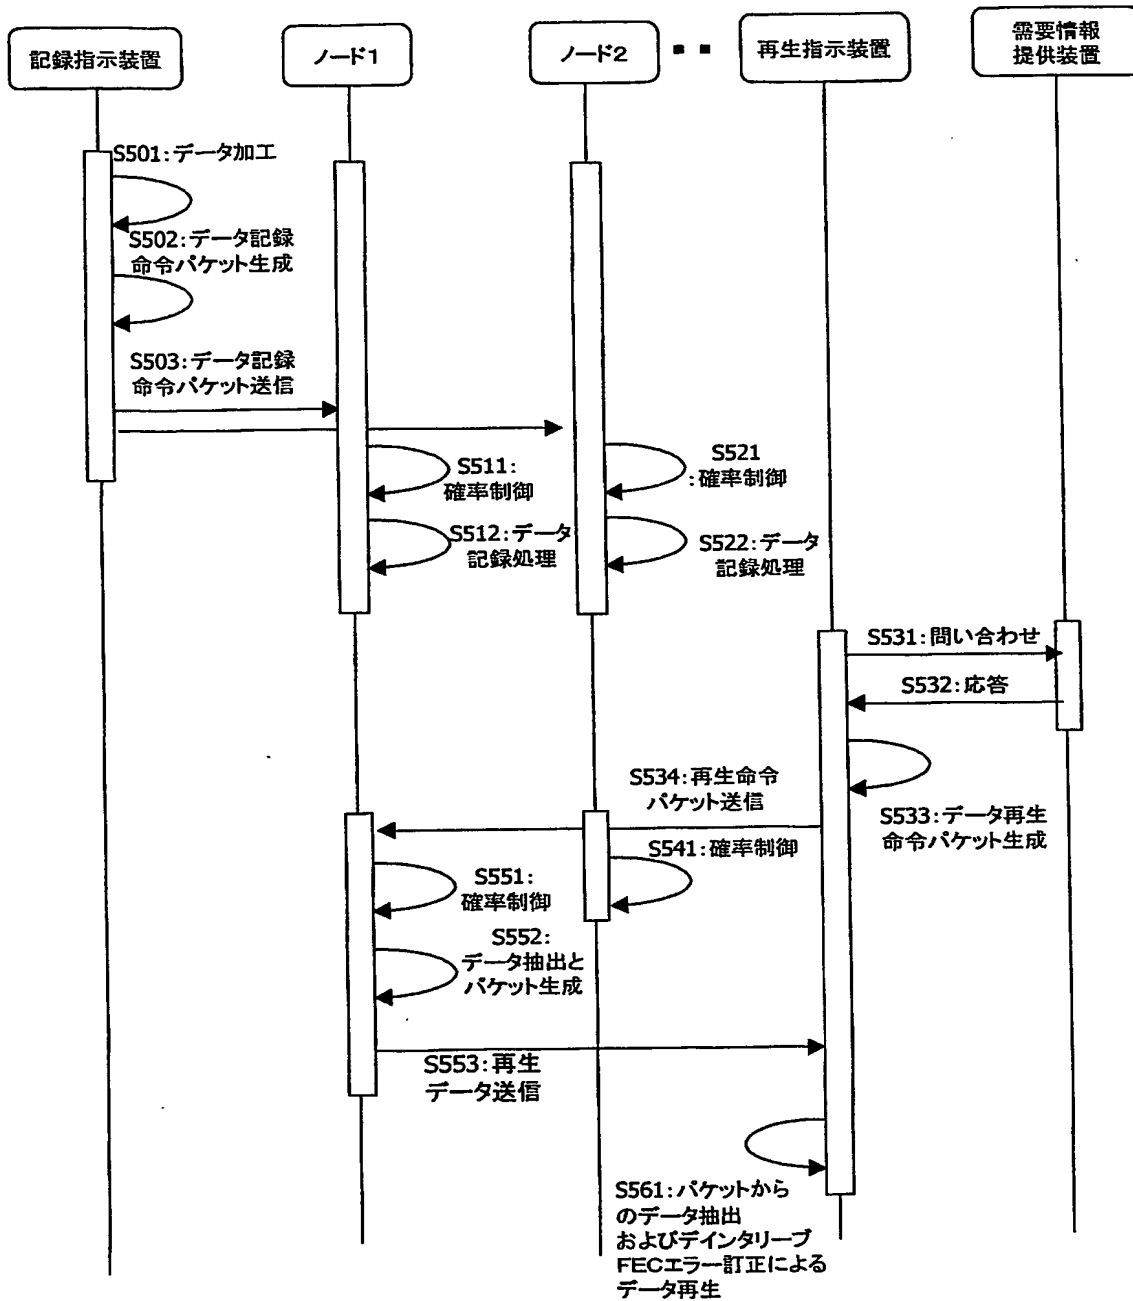 記録指示装置
ノード1
ノード2
再生指示装置
需要情報
提供装置
S501:データ加工
S502:データ記録
命令パケット生成
S503:データ記録
命令パケット送信
S511:
確率制御
S521
:確率制御
S512:データ
記録処理
S522:データ
記録処理
S531:問い合わせ
S532:応答
S534:再生命令
パケット送信
S533:データ再生
命令パケット生成
S541:確率制御
S551:
確率制御
S552:
データ抽出と
パケット生成
S553:再生
データ送信
S561:パケットから
のデータ抽出
およびデインタリーブ
FECエラー訂正による
データ再生